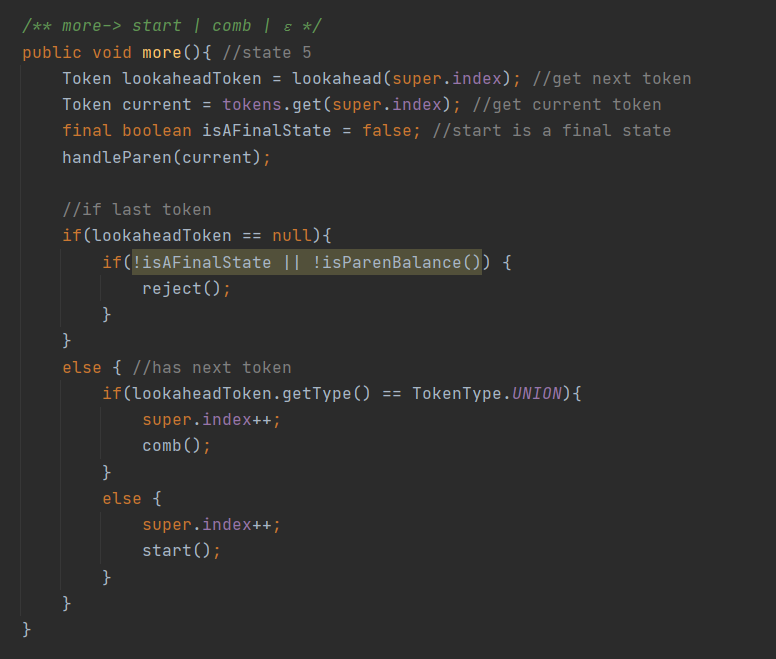 /** more-> start | comb | ε */
public void more(){ //state 5
    Token lookaheadToken = lookahead(super.index); //get next token
    Token current = tokens.get(super.index); //get current token
    final boolean isAFinalState = false; //start is a final state
    handleParen(current);

    //if last token
    if(lookaheadToken == null){
        if(!isAFinalState || !isParenBalance()) {
            reject();
        }
    }
    else { //has next token
        if(lookaheadToken.getType() == TokenType.UNION){
            super.index++;
            comb();
        }
        else {
            super.index++;
            start();
        }
    }
}